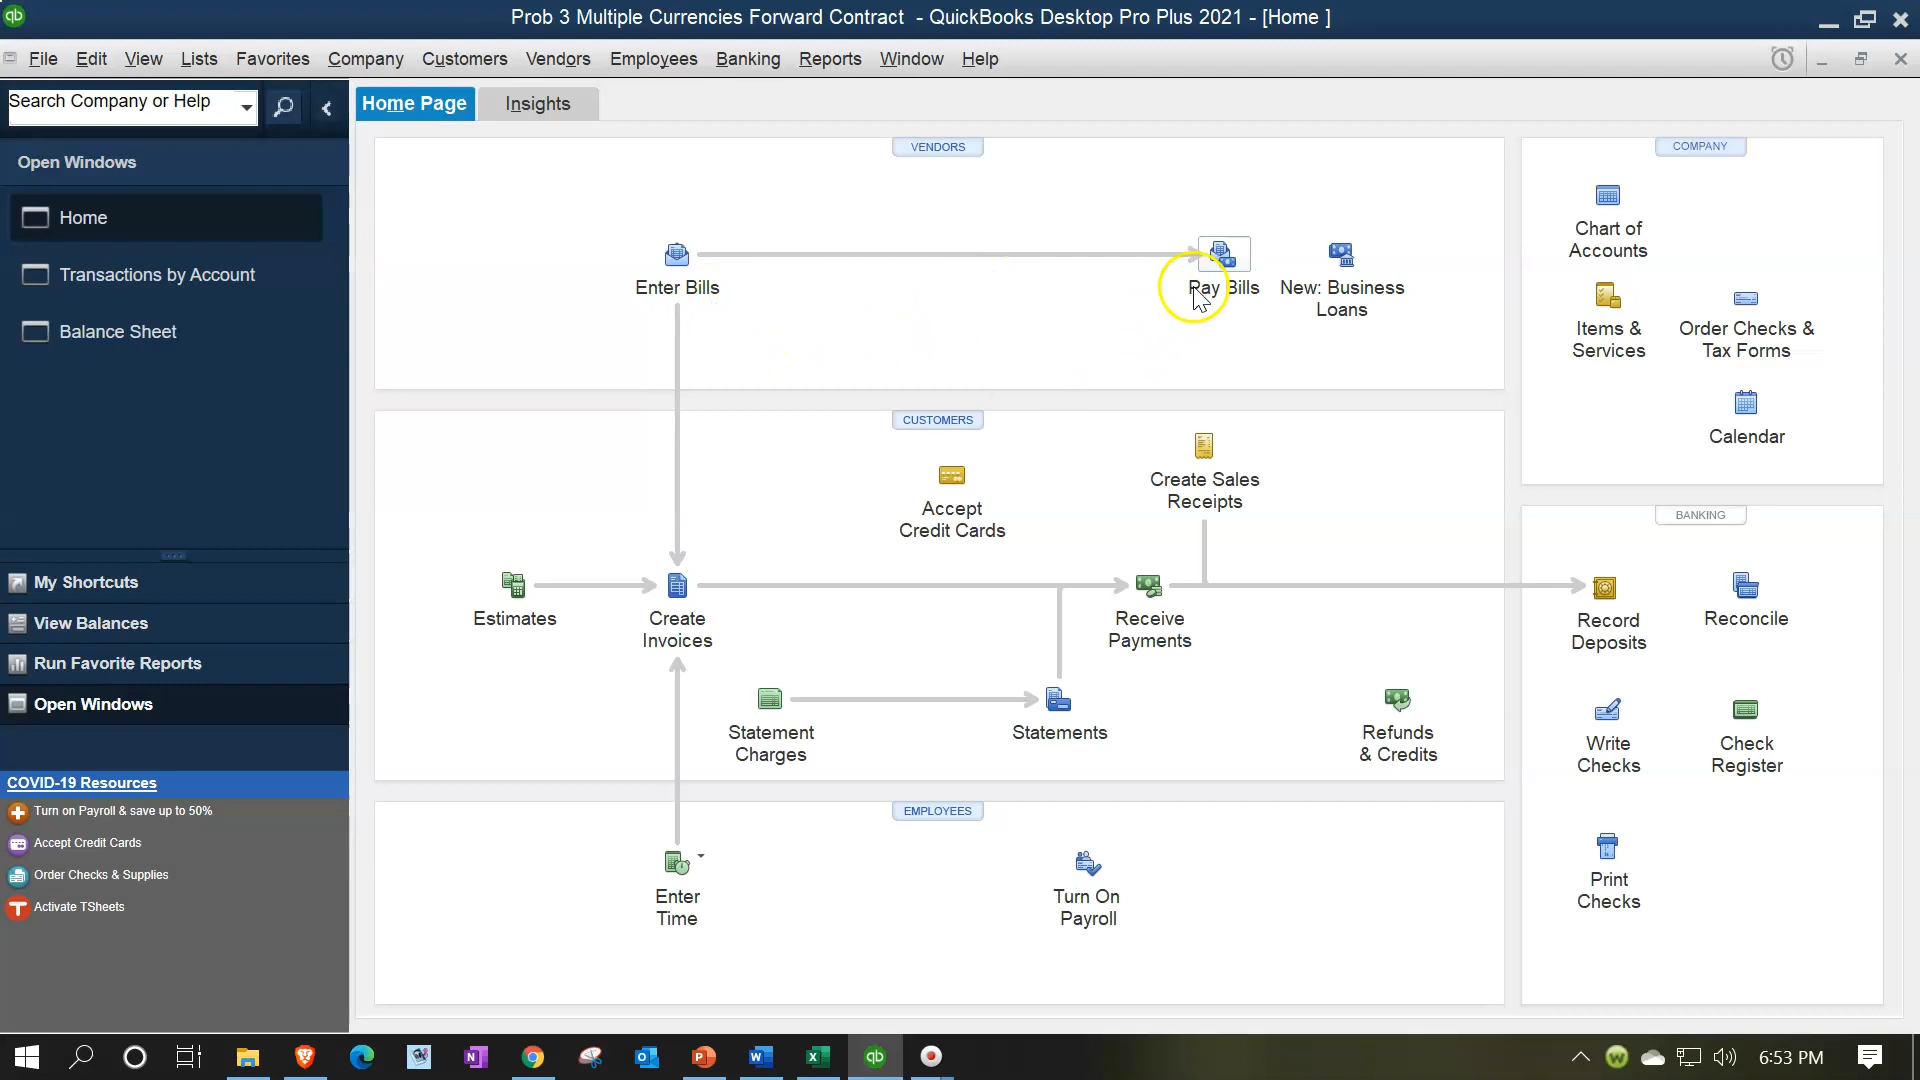 Prob 3 Multiple Currencies Forward Contract - QuickBooks Desktop Pro Plus 2021 - [Home ]
File Edit View Lists Favorites Company Customers Vendors Employees Banking Reports Window Help
Search Company or Help
Home Page Insights
Open Windows
Home
Transactions by Account
Balance Sheet
My Shortcuts
View Balances
Run Favorite Reports
Open Windows
COVID-19 Resources
Turn on Payroll & save up to 50%
Accept Credit Cards
Order Checks & Supplies
Activate TSheets
VENDORS
Enter Bills
Pay Bills
New: Business
Loans
CUSTOMERS
Accept
Credit Cards
Create Sales
Receipts
Estimates
Create
Invoices
Receive
Payments
Statement
Charges
Statements
Refunds
& Credits
EMPLOYEES
Enter
Time
Turn On
Payroll
COMPANY
Chart of
Accounts
Items &
Services
Order Checks &
Tax Forms
Calendar
BANKING
Record
Deposits
Reconcile
Write
Checks
Check
Register
Print
Checks
6:53 PM